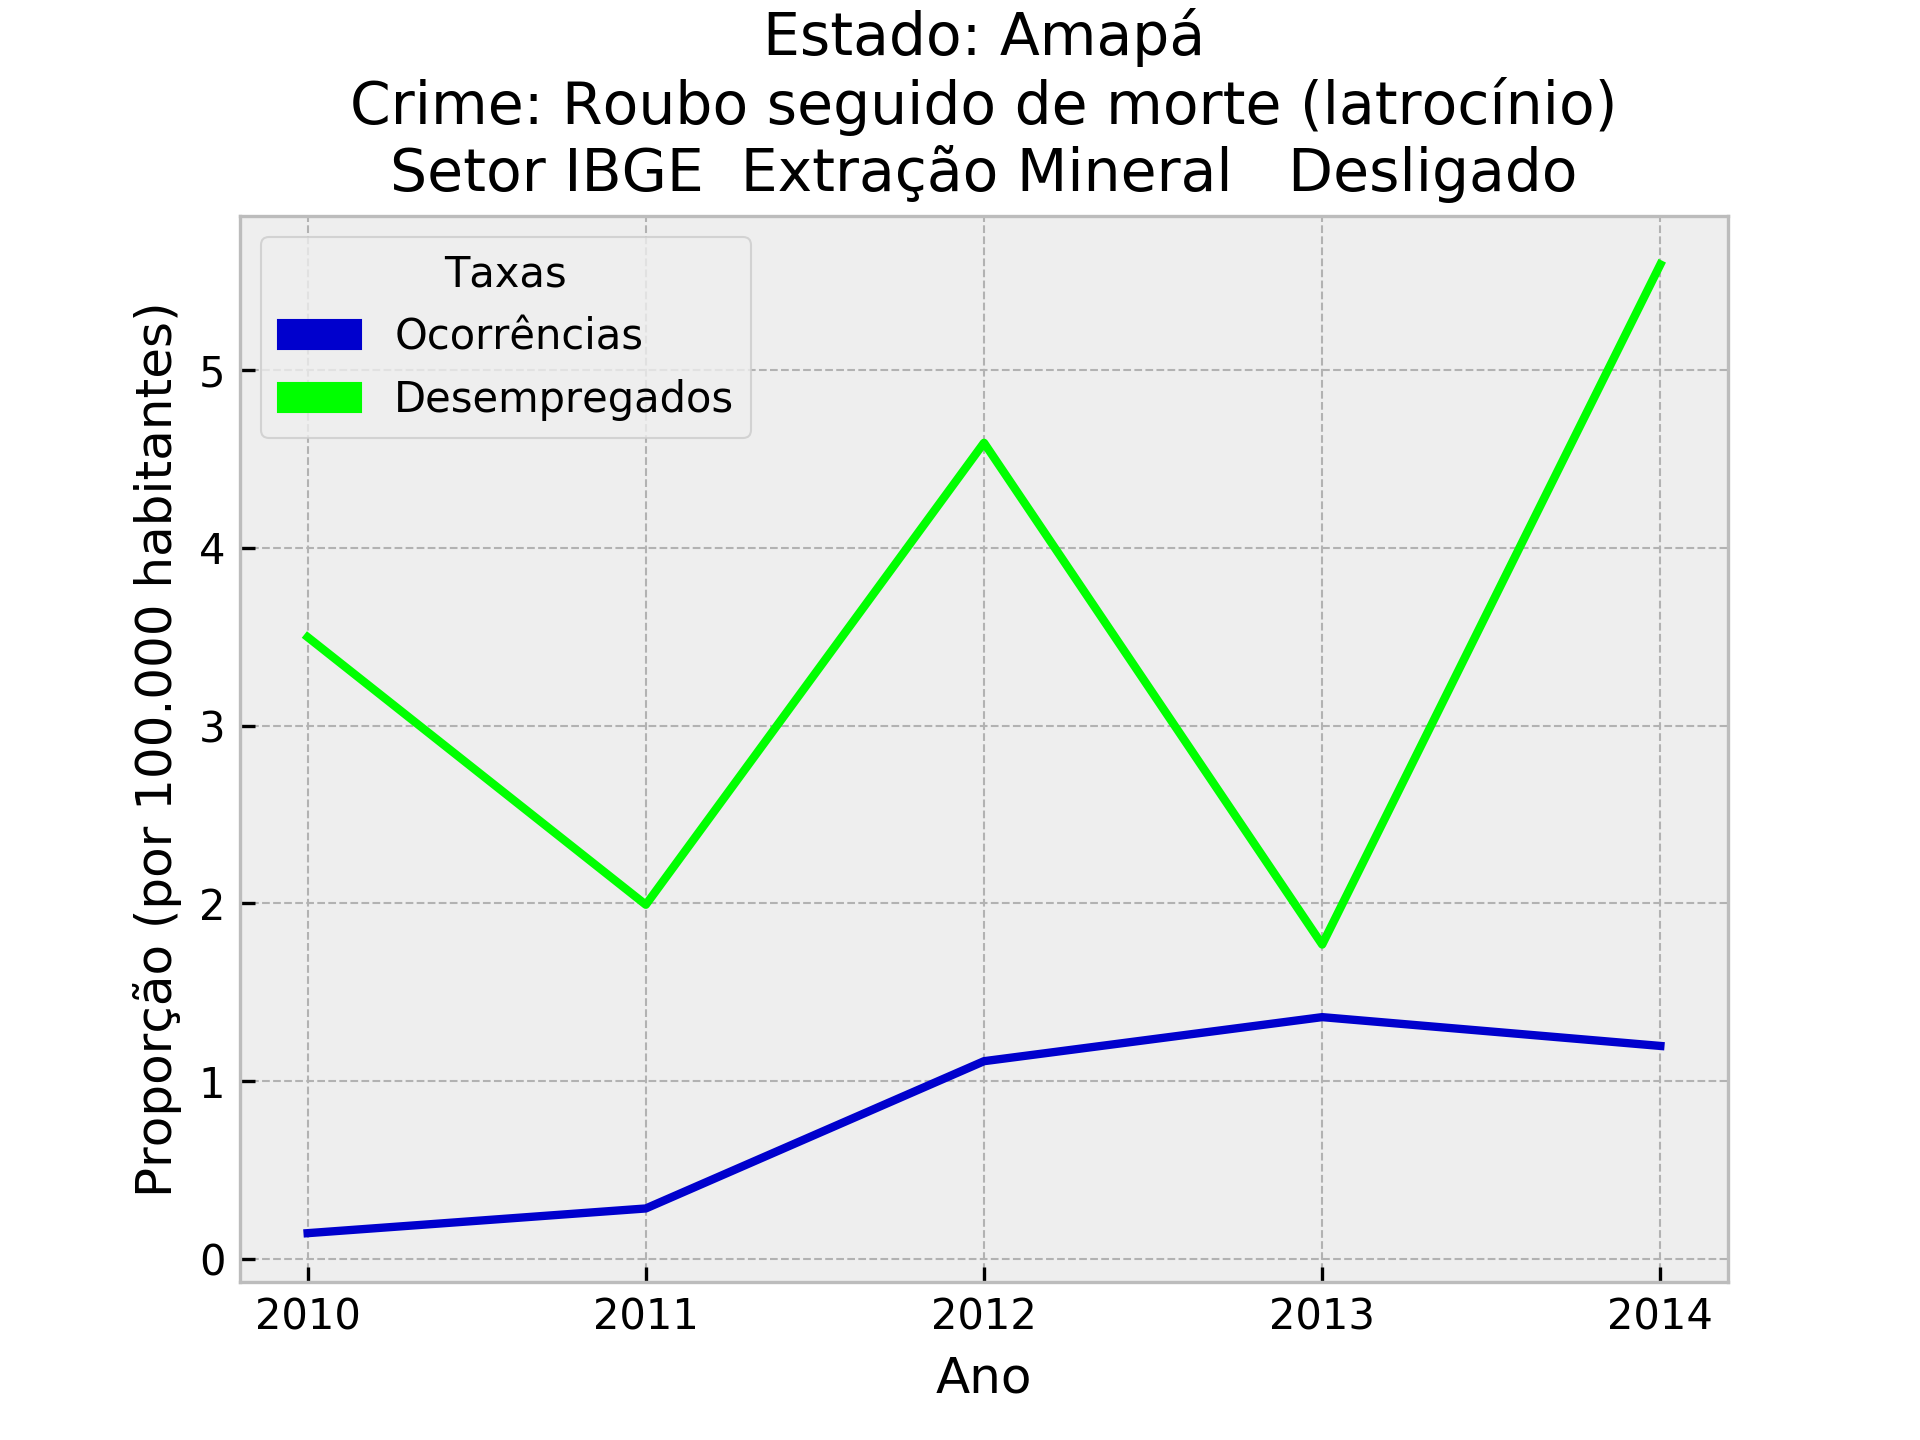 Estado: Amapá
Crime: Roubo seguido de morte (latrocínio)
Setor IBGE  Extração Mineral   Desligado
Taxas
Ocorrências
Desempregados
Proporção (por 100.000 habitantes)
5
4
3
2
1
0
2010 2011 2012 2013 2014
Ano